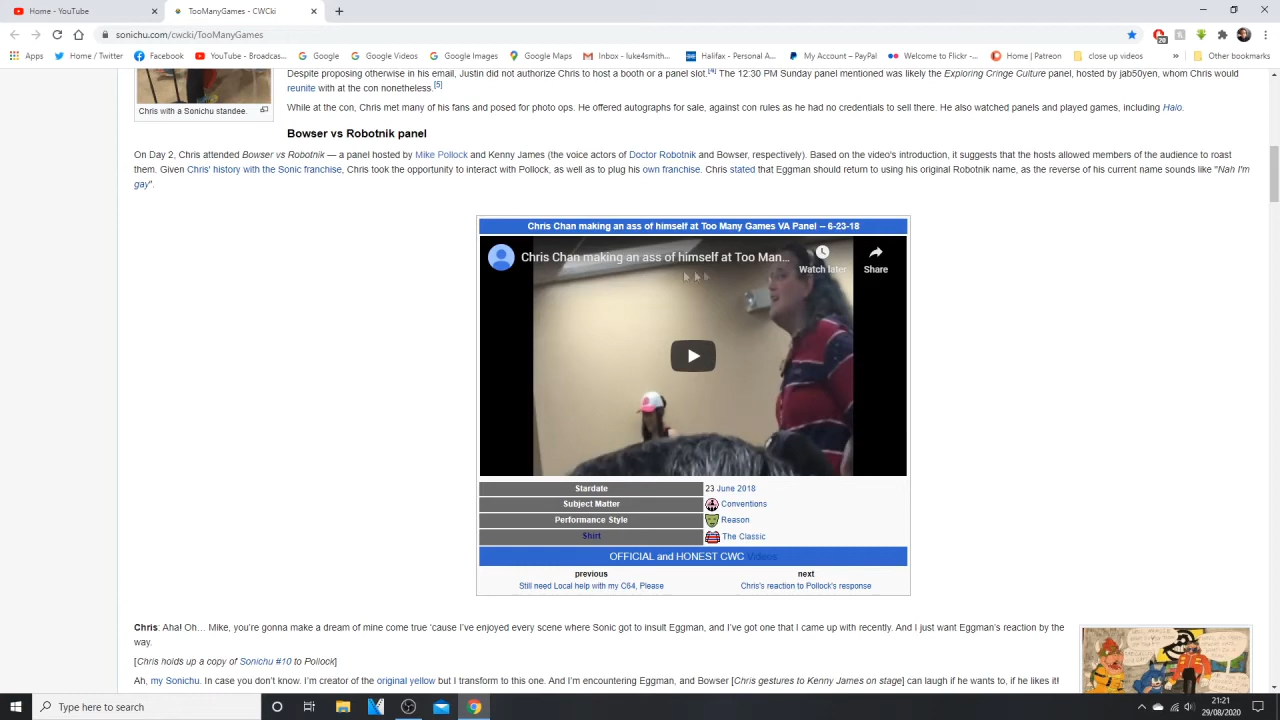 Home - YouTube
TooManyGames - CWCki
sonichu.com/cwcki/TooManyGames
20
Apps
Home / Twitter
Facebook
YouTube - Broadcas...
Google
Google Videos
Google Images
Google Maps
Inbox - luke4smith...
Halifax - Personal A...
My Account – PayPal
Welcome to Flickr -...
Home | Patreon
close up videos
»
Other bookmarks
Despite proposing otherwise in his email, Justin did not authorize Chris to host a booth or a panel slot.[4] The 12:30 PM Sunday panel mentioned was likely the Exploring Cringe Culture panel, hosted by jab50yen, whom Chris would
reunite with at the con nonetheless.[5]
Chris with a Sonichu standee.
While at the con, Chris met many of his fans and posed for photo ops. He offered autographs for sale, against con rules as he had no credentials to sell there. He also watched panels and played games, including Halo.
Bowser vs Robotnik panel
On Day 2, Chris attended Bowser vs Robotnik — a panel hosted by Mike Pollock and Kenny James (the voice actors of Doctor Robotnik and Bowser, respectively). Based on the video's introduction, it suggests that the hosts allowed members of the audience to roast
them. Given Chris' history with the Sonic franchise, Chris took the opportunity to interact with Pollock, as well as to plug his own franchise. Chris stated that Eggman should return to using his original Robotnik name, as the reverse of his current name sounds like "Nah I'm
gay".
Chris Chan making an ass of himself at Too Many Games VA Panel – 6-23-18
Chris Chan making an ass of himself at Too Man...
Watch later
Share
Stardate
23 June 2018
Subject Matter
Conventions
Performance Style
Reason
Shirt
The Classic
OFFICIAL and HONEST CWC Videos
previous
next
Still need Local help with my C64, Please
Chris's reaction to Pollock's response
Chris: Aha! Oh... Mike, you're gonna make a dream of mine come true 'cause I've enjoyed every scene where Sonic got to insult Eggman, and I've got one that I came up with recently. And I just want Eggman's reaction by the
way.
[Chris holds up a copy of Sonichu #10 to Pollock]
Ah, my Sonichu. In case you don't know. I'm creator of the original yellow but I transform to this one. And I'm encountering Eggman, and Bowser [Chris gestures to Kenny James on stage] can laugh if he wants to, if he likes it!
Type here to search
21:21
29/08/2020